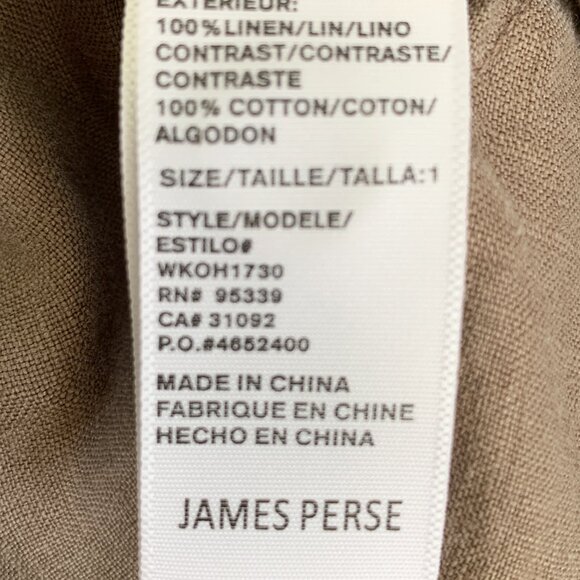 EXTERIEUR:
100%LINEN/LIN/LINO
CONTRAST/CONTRASTE/
CONTRASTE
100% COTTON/COTON/
ALGODON
SIZE/TAILLE/TALLA:1
STYLE/MODELE/
ESTILO#
WKOH1730
RN# 95339
CA# 31092
P.O.#4652400
MADE IN CHINA
FABRIQUE EN CHINE
HECHO EN CHINA
JAMES PERSE